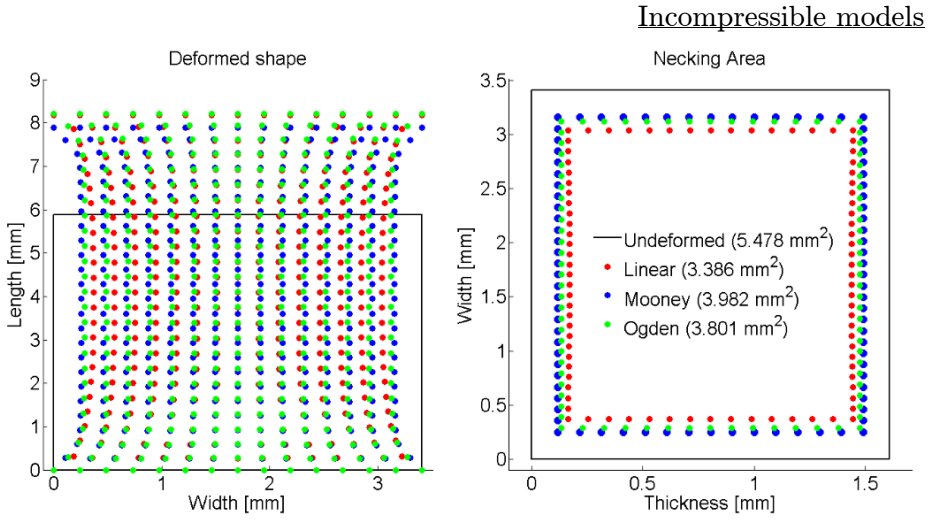 Incompressible models
Deformed shape
9
8
7
6
5
4
3
2
1
0
0
1
2
3
Length [mm]
Width [mm]
Necking Area
3.5
3
2.5
2
1.5
1
0.5
0
0
0.5
1
1.5
Width [mm]
Thickness [mm]
Undeformed (5.478 mm²)
Linear (3.386 mm²)
Mooney (3.982 mm²)
Ogden (3.801 mm²)